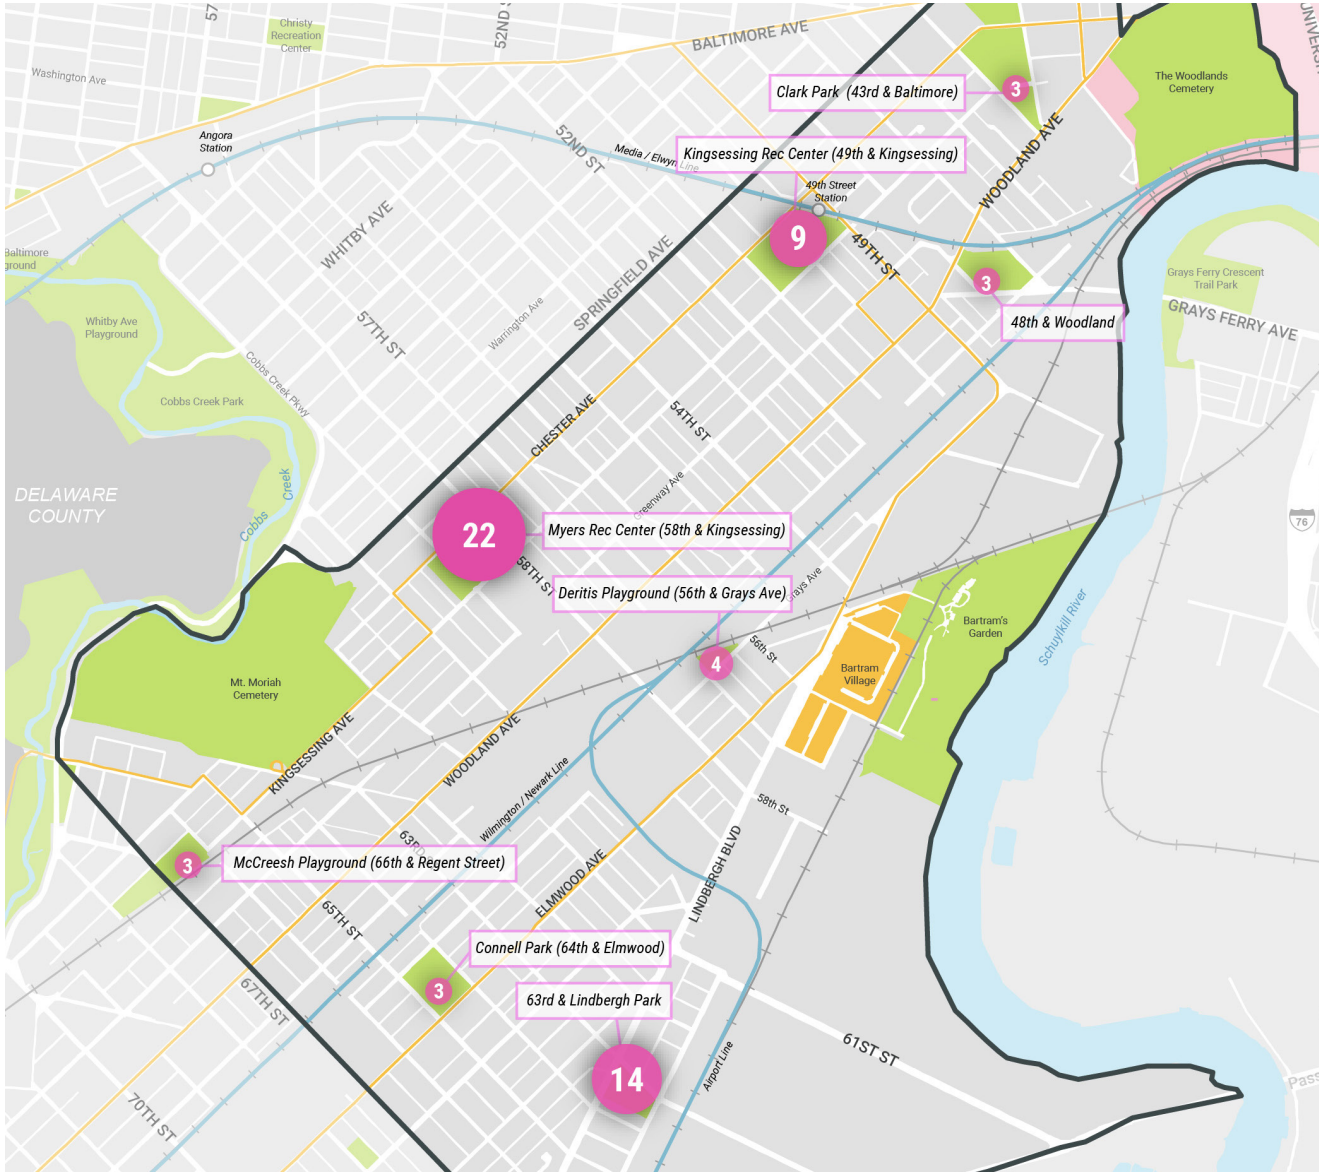 57
52ND S
UNIVERSI
Christy
Recreation
Center
BALTIMORE AVE
Washington Ave
The Woodlands
Cemetery
3
Clark Park (43rd & Baltimore)
Angora
Station
52ND ST
Media / Elwyn Line
Kingsessing Rec Center (49th & Kingsessing)
WOODLAND AVE
49th Street
Station
WHITBY AVE
9
49TH ST
SPRINGFIELD AVE
Baltimore
ground
Grays Ferry Crescent
Trail Park
3
GRAYS FERRY AVE
48th & Woodland
Whitby Ave
Playground
57TH ST
Warrington Ave
Cobbs Creek Pkwy
Cobbs Creek Park
CHESTER AVE
54TH ST
Cobbs Creek
DELAWARE
COUNTY
Greenway Ave
76
22
Myers Rec Center (58th & Kingsessing)
58TH ST
Deritis Playground (56th & Grays Ave)
Grays Ave
Bartram's
Garden
Schuylkill River
56th St
4
Bartram
Village
Mt. Moriah
Cemetery
KINGSESSING AVE
WOODLAND AVE
Wilmington / Newark Line
58th St
63RD
3
McCreesh Playground (66th & Regent Street)
ELMWOOD AVE
LINDBERGH BLVD
65TH ST
Connell Park (64th & Elmwood)
3
67TH ST
63rd & Lindbergh Park
61ST ST
Airport Line
14
Pass
70TH ST